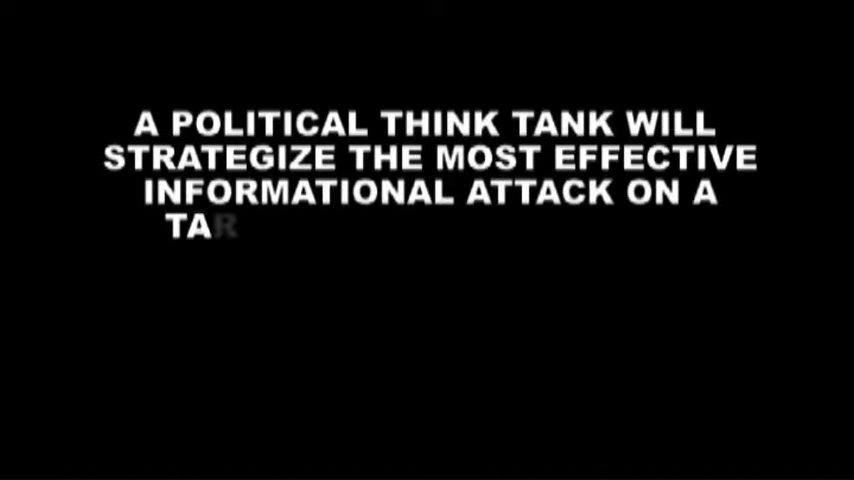 A POLITICAL THINK TANK WILL
STRATEGIZE THE MOST EFFECTIVE
INFORMATIONAL ATTACK ON A
TAR